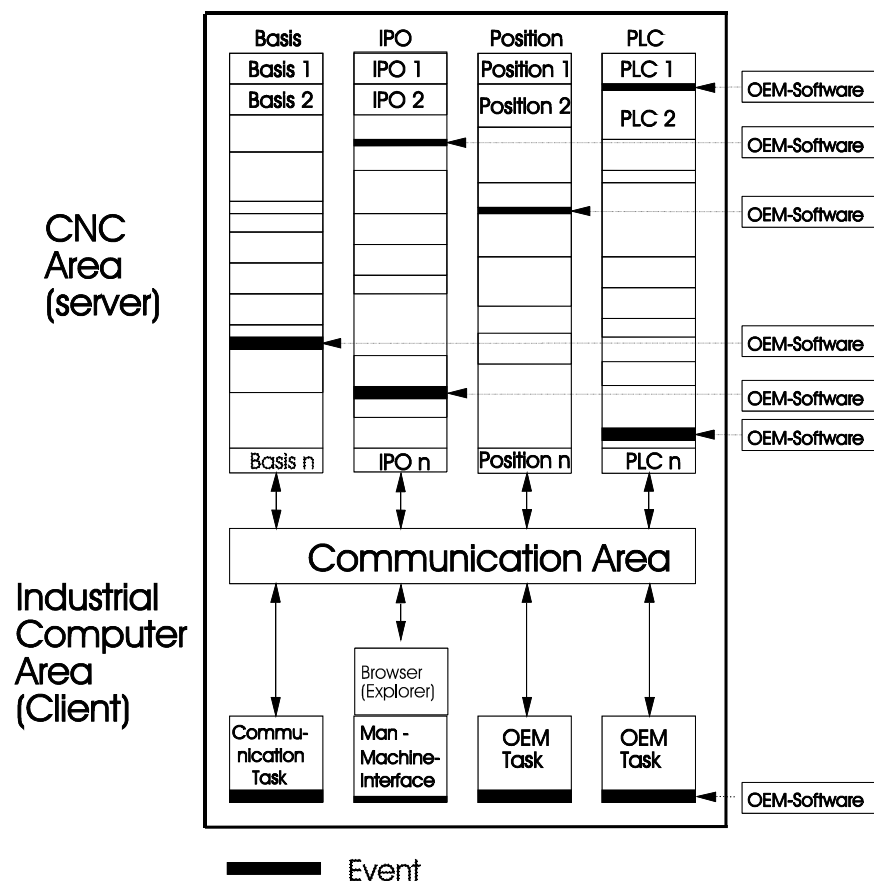 Basis IPO Position PLC
Basis 1 IPO 1 Position 1 PLC 1
Basis 2 IPO 2 Position 2 PLC 2
OEM-Software
OEM-Software
OEM-Software
CNC
Area
(server)
OEM-Software
OEM-Software
OEM-Software
Basis n IPO n Position n PLC n
Communication Area
Industrial
Computer
Area
(Client)
Browser
(Explorer)
Commu-
nication
Task
Man -
Machine-
Interface
OEM
Task
OEM
Task
OEM-Software
Event